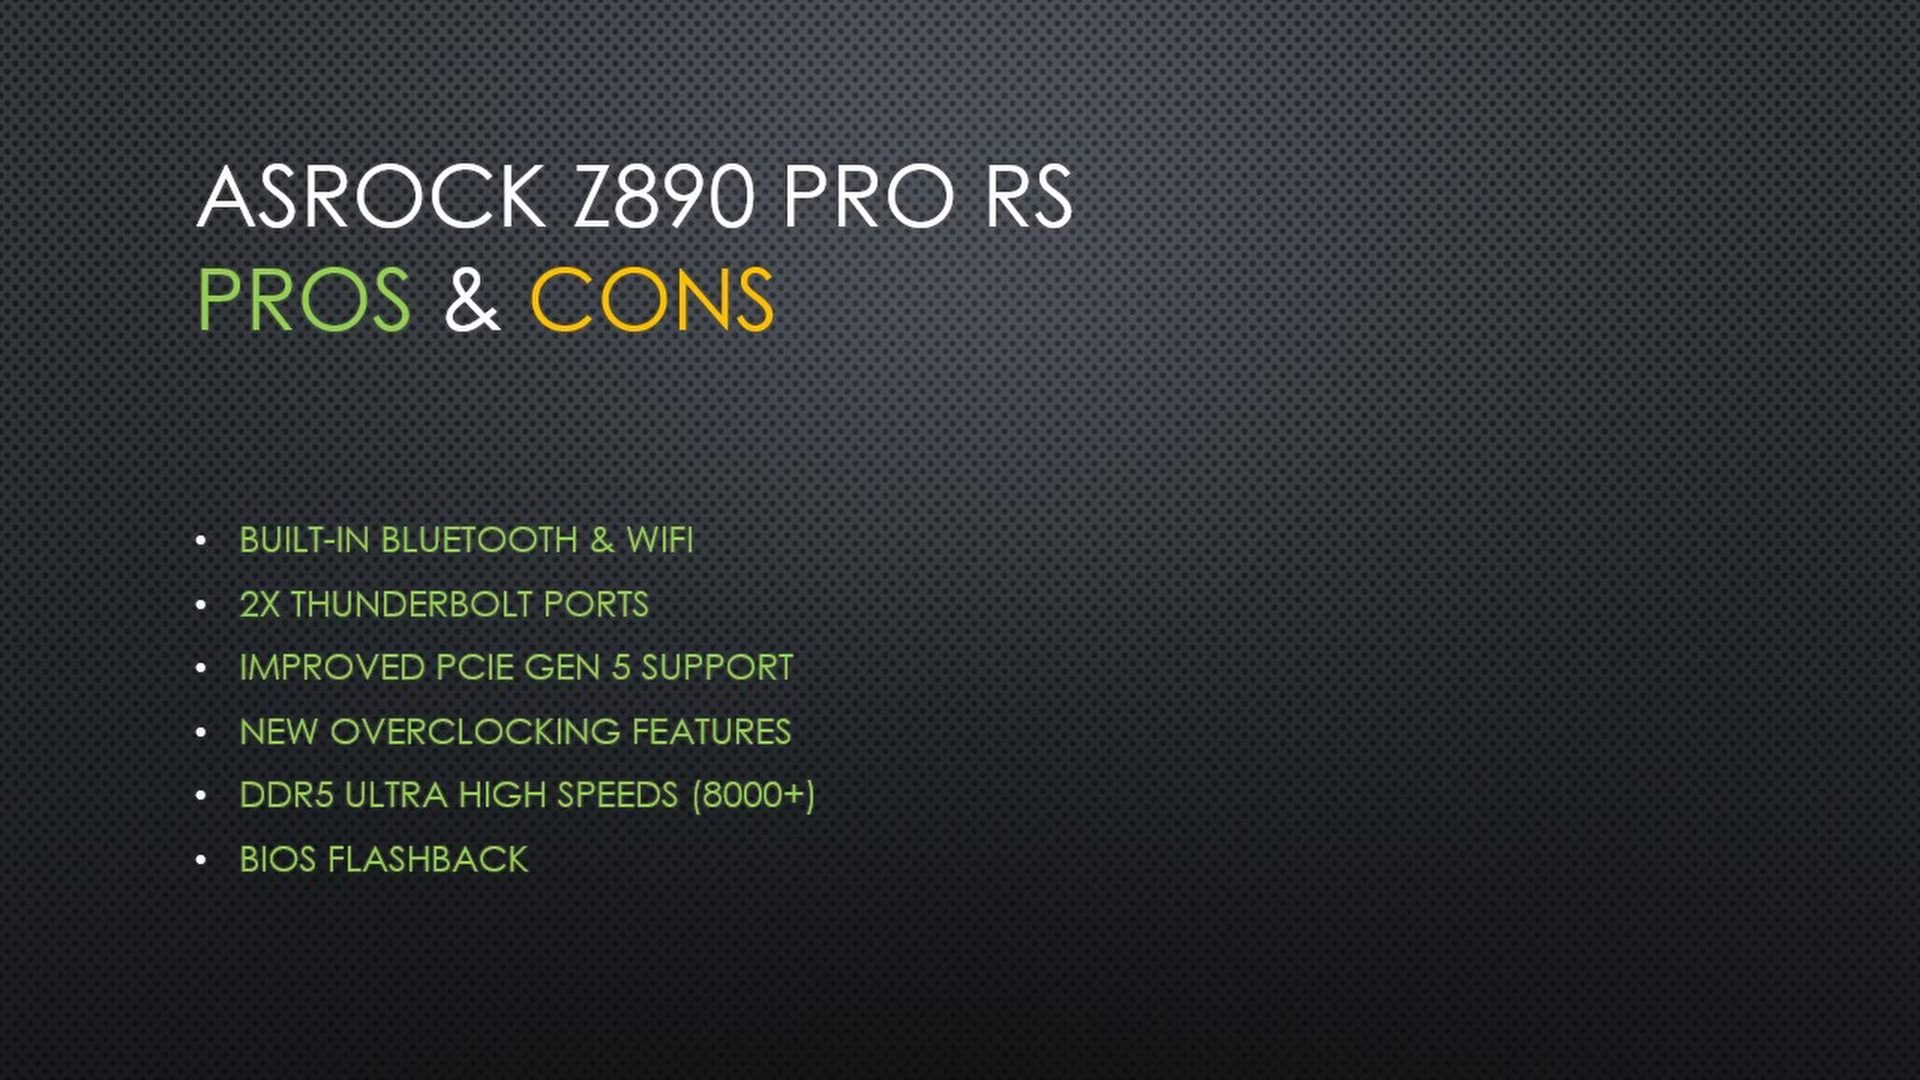 ASROCK Z890 PRO RS
PROS & CONS
• BUILT-IN BLUETOOTH & WIFI
• 2X THUNDERBOLT PORTS
• IMPROVED PCIE GEN 5 SUPPORT
• NEW OVERCLOCKING FEATURES
• DDR5 ULTRA HIGH SPEEDS (8000+)
• BIOS FLASHBACK